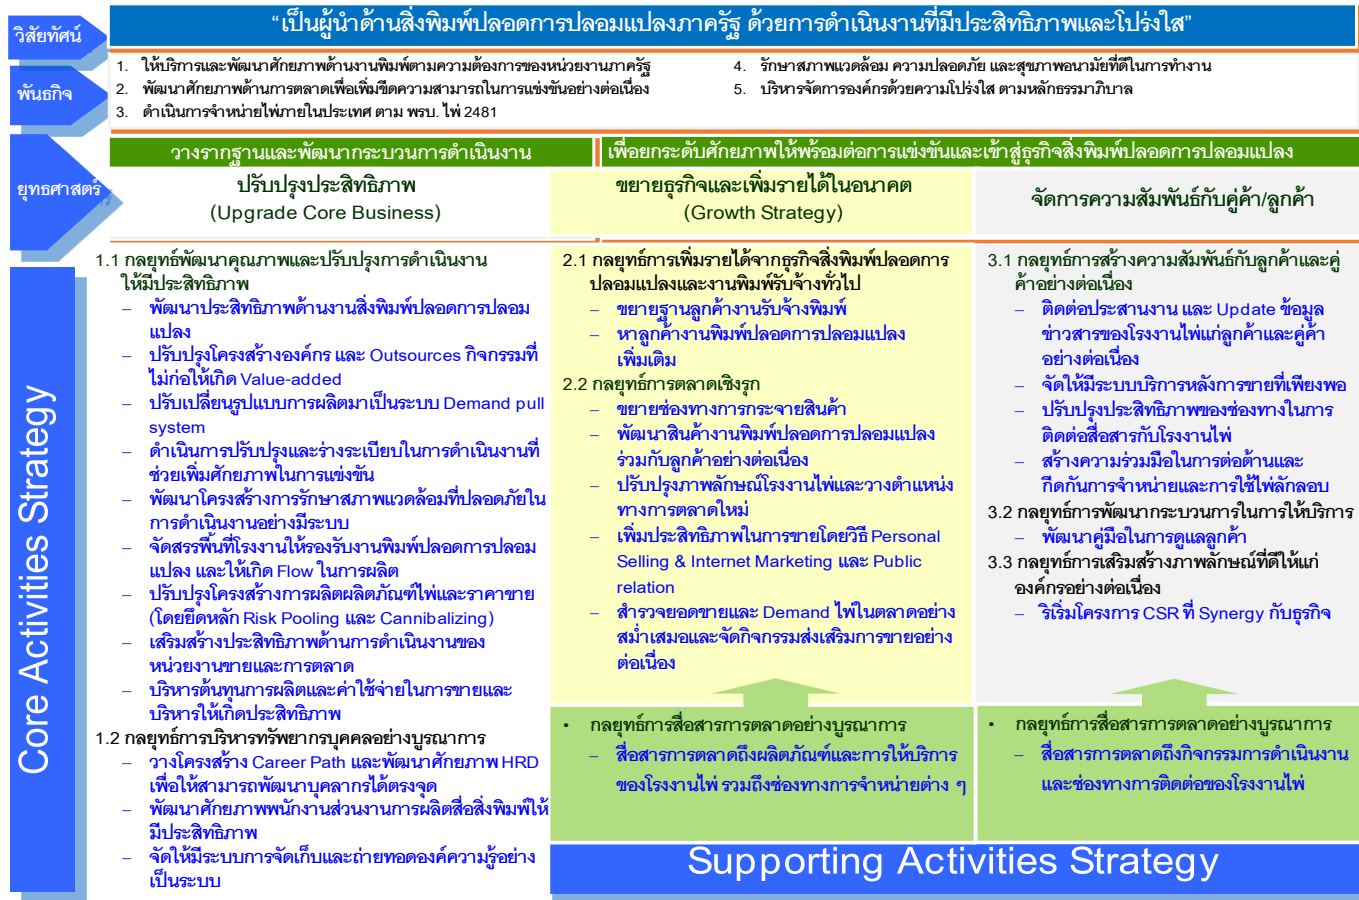 วิสัยทัศน์
"เป็นผู้นำด้านสิ่งพิมพ์ปลอดการปลอมแปลงภาครัฐ ด้วยการดำเนินงานที่มีประสิทธิภาพและโปร่งใส"
พันธกิจ
1. ให้บริการและพัฒนาศักยภาพด้านงานพิมพ์ตามความต้องการของหน่วยงานภาครัฐ
2. พัฒนาศักยภาพด้านการตลาดเพื่อเพิ่มขีดความสามารถในการแข่งขันอย่างต่อเนื่อง
3. ดำเนินการจำหน่ายไพ่ภายในประเทศ ตาม พรบ. ไพ่ 2481
4. รักษาสภาพแวดล้อม ความปลอดภัย และสุขภาพอนามัยที่ดีในการทำงาน
5. บริหารจัดการองค์กรด้วยความโปร่งใส ตามหลักธรรมาภิบาล
ยุทธศาสตร์
วางรากฐานและพัฒนากระบวนการดำเนินงาน
เพื่อยกระดับศักยภาพให้พร้อมต่อการแข่งขันและเข้าสู่ธุรกิจสิ่งพิมพ์ปลอดการปลอมแปลง
ปรับปรุงประสิทธิภาพ
(Upgrade Core Business)
ขยายธุรกิจและเพิ่มรายได้ในอนาคต
(Growth Strategy)
จัดการความสัมพันธ์กับคู่ค้า/ลูกค้า
Core Activities Strategy
1.1 กลยุทธ์พัฒนาคุณภาพและปรับปรุงการดำเนินงาน
ให้มีประสิทธิภาพ
– พัฒนาประสิทธิภาพด้านงานสิ่งพิมพ์ปลอดการปลอม
แปลง
– ปรับปรุงโครงสร้างองค์กร และ Outsources กิจกรรมที่
ไม่ก่อให้เกิด Value-added
– ปรับเปลี่ยนรูปแบบการผลิตมาเป็นระบบ Demand pull
system
– ดำเนินการปรับปรุงและร่างระเบียบในการดำเนินงานที่
ช่วยเพิ่มศักยภาพในการแข่งขัน
– พัฒนาโครงสร้างการรักษาสภาพแวดล้อมที่ปลอดภัยใน
การดำเนินงานอย่างมีระบบ
– จัดสรรพื้นที่โรงงานให้รองรับงานพิมพ์ปลอดการปลอม
แปลง และให้เกิด Flow ในการผลิต
– ปรับปรุงโครงสร้างการผลิตผลิตภัณฑ์ไพ่และราคาขาย
(โดยยึดหลัก Risk Pooling และ Cannibalizing)
– เสริมสร้างประสิทธิภาพด้านการดำเนินงานของ
หน่วยงานขายและการตลาด
– บริหารต้นทุนการผลิตและค่าใช้จ่ายในการขายและ
บริหารให้เกิดประสิทธิภาพ
1.2 กลยุทธ์การบริหารทรัพยากรบุคคลอย่างบูรณาการ
– วางโครงสร้าง Career Path และพัฒนาศักยภาพ HRD
เพื่อให้สามารถพัฒนาบุคลากรได้ตรงจุด
– พัฒนาศักยภาพพนักงานส่วนงานการผลิตสื่อสิ่งพิมพ์ให้
มีประสิทธิภาพ
– จัดให้มีระบบการจัดเก็บและถ่ายทอดองค์ความรู้อย่าง
เป็นระบบ
2.1 กลยุทธ์การเพิ่มรายได้จากธุรกิจสิ่งพิมพ์ปลอดการ
ปลอมแปลงและงานพิมพ์รับจ้างทั่วไป
– ขยายฐานลูกค้างานรับจ้างพิมพ์
– หาลูกค้างานพิมพ์ปลอดการปลอมแปลง
เพิ่มเติม
2.2 กลยุทธ์การตลาดเชิงรุก
– ขยายช่องทางการกระจายสินค้า
– พัฒนาสินค้างานพิมพ์ปลอดการปลอมแปลง
ร่วมกับลูกค้าอย่างต่อเนื่อง
– ปรับปรุงภาพลักษณ์โรงงานไพ่และวางตำแหน่ง
ทางการตลาดใหม่
– เพิ่มประสิทธิภาพในการขายโดยวิธี Personal
Selling & Internet Marketing และ Public
relation
– สำรวจยอดขายและ Demand ไพ่ในตลาดอย่าง
สม่ำเสมอและจัดกิจกรรมส่งเสริมการขายอย่าง
ต่อเนื่อง
3.1 กลยุทธ์การสร้างความสัมพันธ์กับลูกค้าและคู่
ค้าอย่างต่อเนื่อง
– ติดต่อประสานงาน และ Update ข้อมูล
ข่าวสารของโรงงานไพ่แก่ลูกค้าและคู่ค้า
อย่างต่อเนื่อง
– จัดให้มีระบบบริการหลังการขายที่เพียงพอ
– ปรับปรุงประสิทธิภาพของช่องทางในการ
ติดต่อสื่อสารกับโรงงานไพ่
– สร้างความร่วมมือในการต่อต้านและ
กีดกันการจำหน่ายและการใช้ไพ่ลักลอบ
3.2 กลยุทธ์การพัฒนากระบวนการในการให้บริการ
– พัฒนาคู่มือในการดูแลลูกค้า
3.3 กลยุทธ์การเสริมสร้างภาพลักษณ์ที่ดีให้แก่
องค์กรอย่างต่อเนื่อง
– ริเริ่มโครงการ CSR ที่ Synergy กับธุรกิจ
• กลยุทธ์การสื่อสารการตลาดอย่างบูรณาการ
– สื่อสารการตลาดถึงผลิตภัณฑ์และการให้บริการ
ของโรงงานไพ่ รวมถึงช่องทางการจำหน่ายต่าง ๆ
• กลยุทธ์การสื่อสารการตลาดอย่างบูรณาการ
– สื่อสารการตลาดถึงกิจกรรมการดำเนินงาน
และช่องทางการติดต่อของโรงงานไพ่
Supporting Activities Strategy